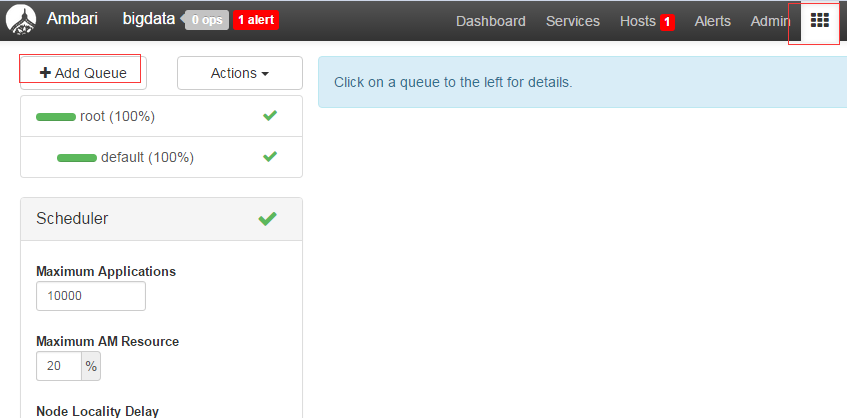 Ambari bigdata 0 ops 1 alert Dashboard Services Hosts 1 Alerts Admin
Add Queue Actions
Click on a queue to the left for details.
root (100%)
default (100%)
Scheduler
Maximum Applications
10000
Maximum AM Resource
20 %
Node Locality Delay